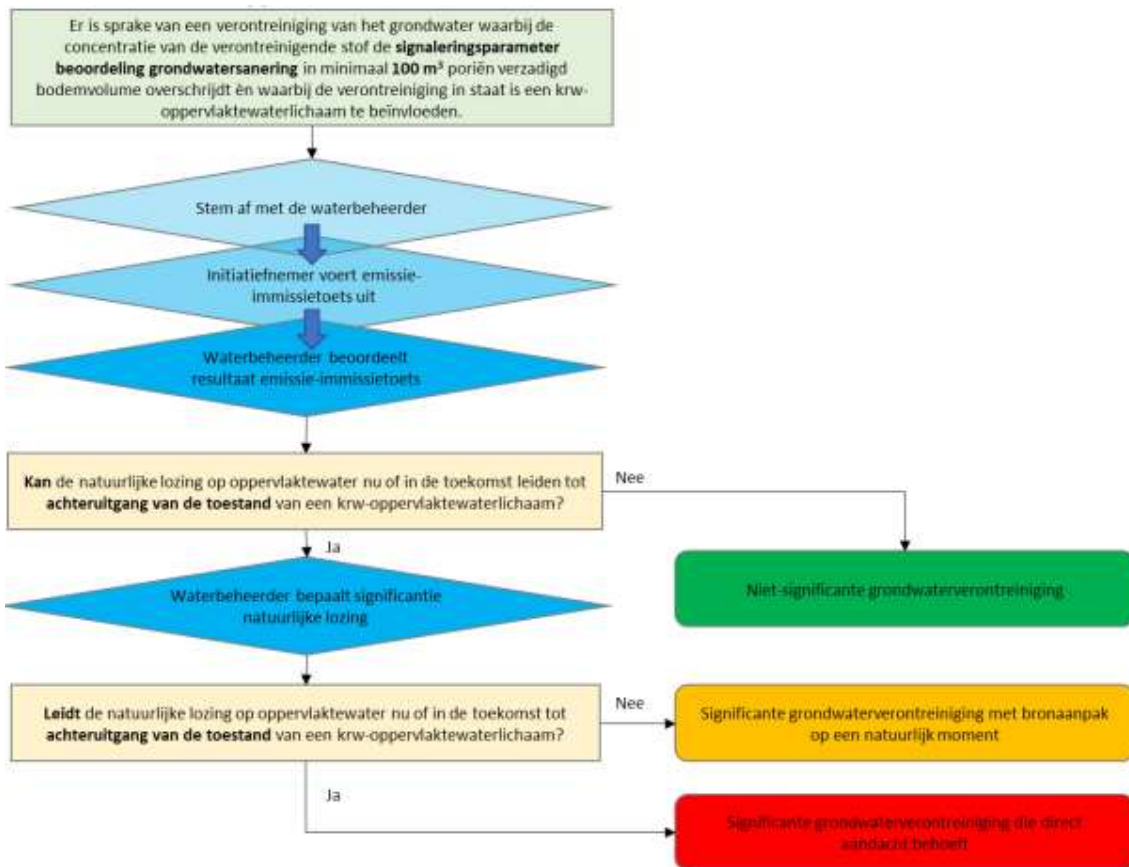 Er is sprake van een verontreiniging van het grondwater waarbij de
concentratie van de verontreinigende stof de signaleringsparameter
beoordeling grondwatersanering in minimaal 100 m³ poriën verzadigd
bodemvolume overschrijdt èn waarbij de verontreiniging in staat is een krw-
oppervlaktewaterlichaam te beïnvloeden.
Stem af met de waterbeheerder
Initiatiefnemer voert emissie-
immissietoets uit
Waterbeheerder beoordeelt
resultaat emissie-immissietoets
Kan de natuurlijke lozing op oppervlaktewater nu of in de toekomst leiden tot
achteruitgang van de toestand van een krw-oppervlaktewaterlichaam?
Nee
Ja
Niet-significante grondwaterverontreiniging
Waterbeheerder bepaalt significantie
natuurlijke lozing
Leidt de natuurlijke lozing op oppervlaktewater nu of in de toekomst tot
achteruitgang van de toestand van een krw-oppervlaktewaterlichaam?
Nee
Significante grondwaterverontreiniging met bronaanpak
op een natuurlijk moment
Ja
Significante grondwaterverontreiniging die direct
aandacht behoeft